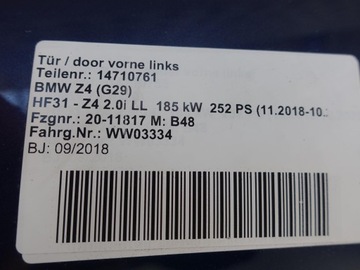 Tür / door vorne links
Teilenr.: 14710761
BMW Z4 (G29)
HF31 - Z4 2.0i LL 185 kW 252 PS (11.2018-10.
Fzgnr.: 20-11817 M: B48
Fahrg.Nr.: WW03334
BJ: 09/2018